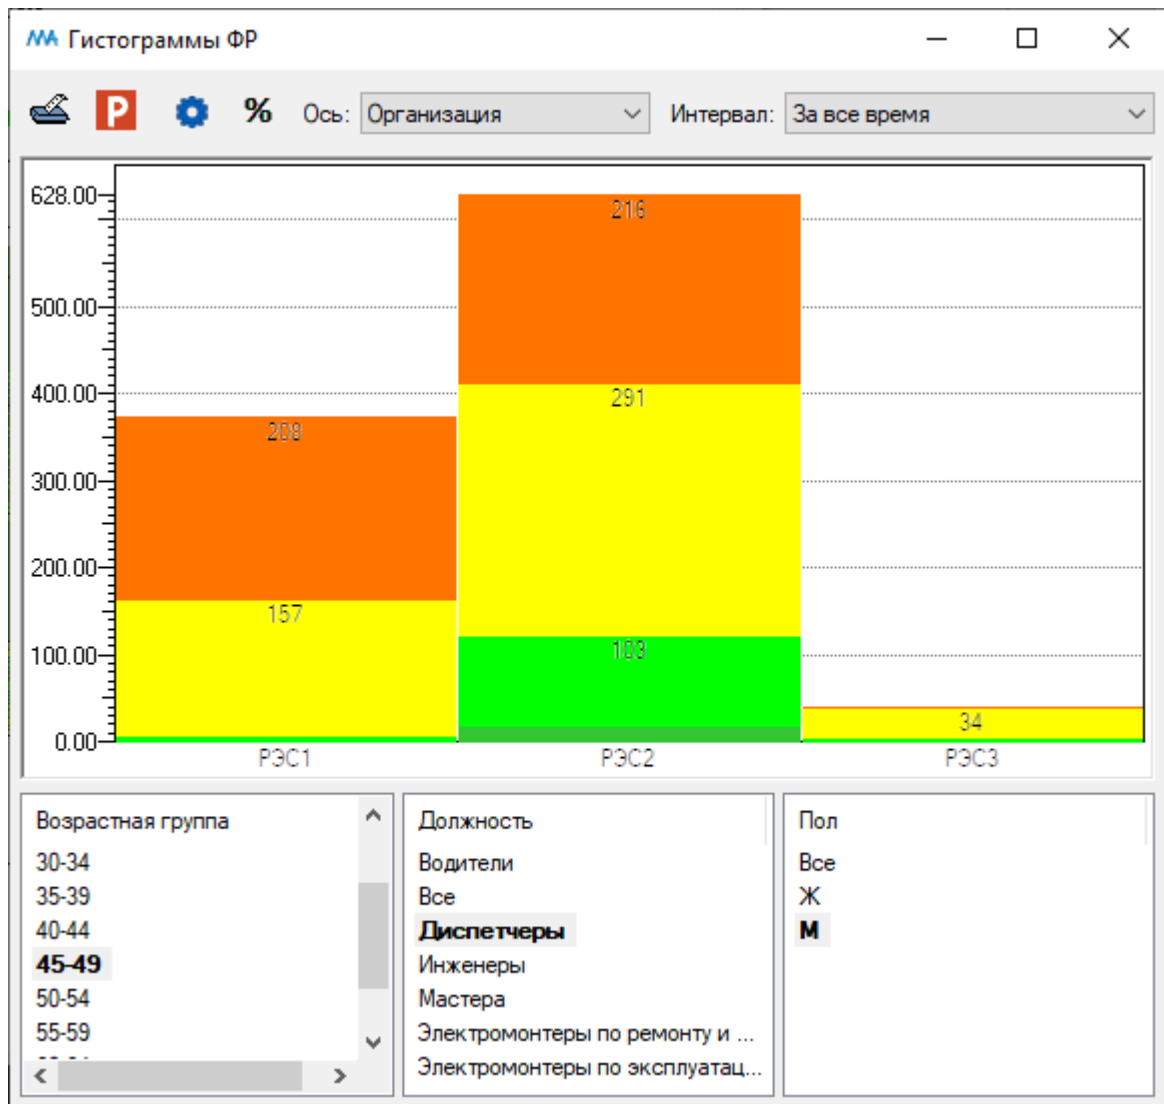 Гистограммы ФР
% Ось: Организация Интервал: За все время
628.00
500.00
400.00
300.00
200.00
100.00
0.00
216
291
208
157
103
34
РЭС1 РЭС2 РЭС3
Возрастная группа
30-34
35-39
40-44
45-49
50-54
55-59
Должность
Водители
Все
Диспетчеры
Инженеры
Мастера
Электромонтеры по ремонту и ...
Электромонтеры по эксплуатац...
Пол
Все
Ж
М